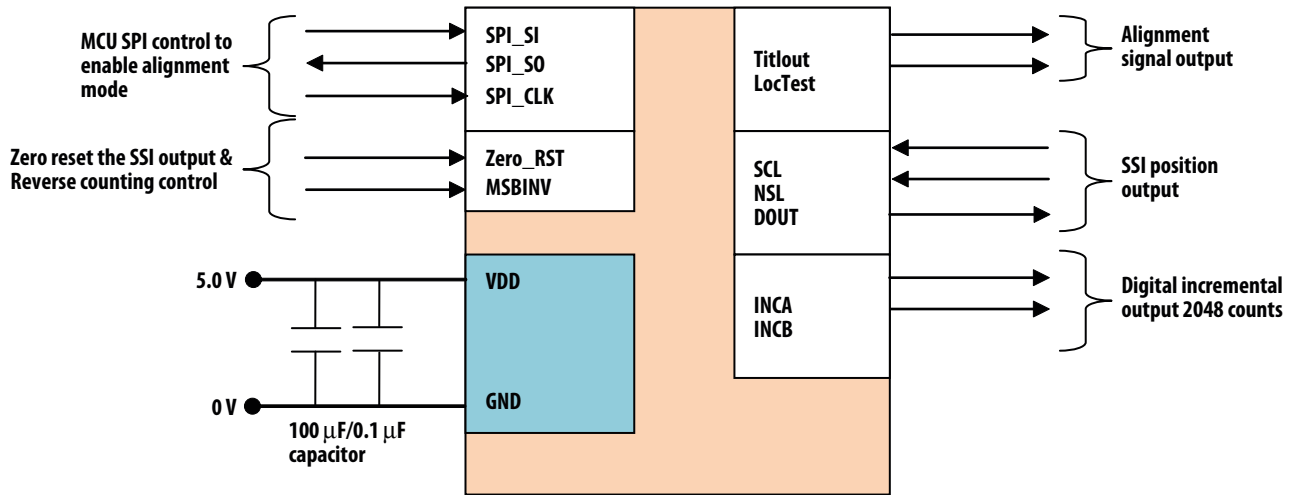 MCU SPI control to
enable alignment
mode
Zero reset the SSI output &
Reverse counting control
5.0 V
0 V
100 μF/0.1 μF
capacitor
SPI_SI
SPI_SO
SPI_CLK
Zero_RST
MSBINV
VDD
GND
Titlout
LocTest
SCL
NSL
DOUT
INCA
INCB
Alignment
signal output
SSI position
output
Digital incremental
output 2048 counts